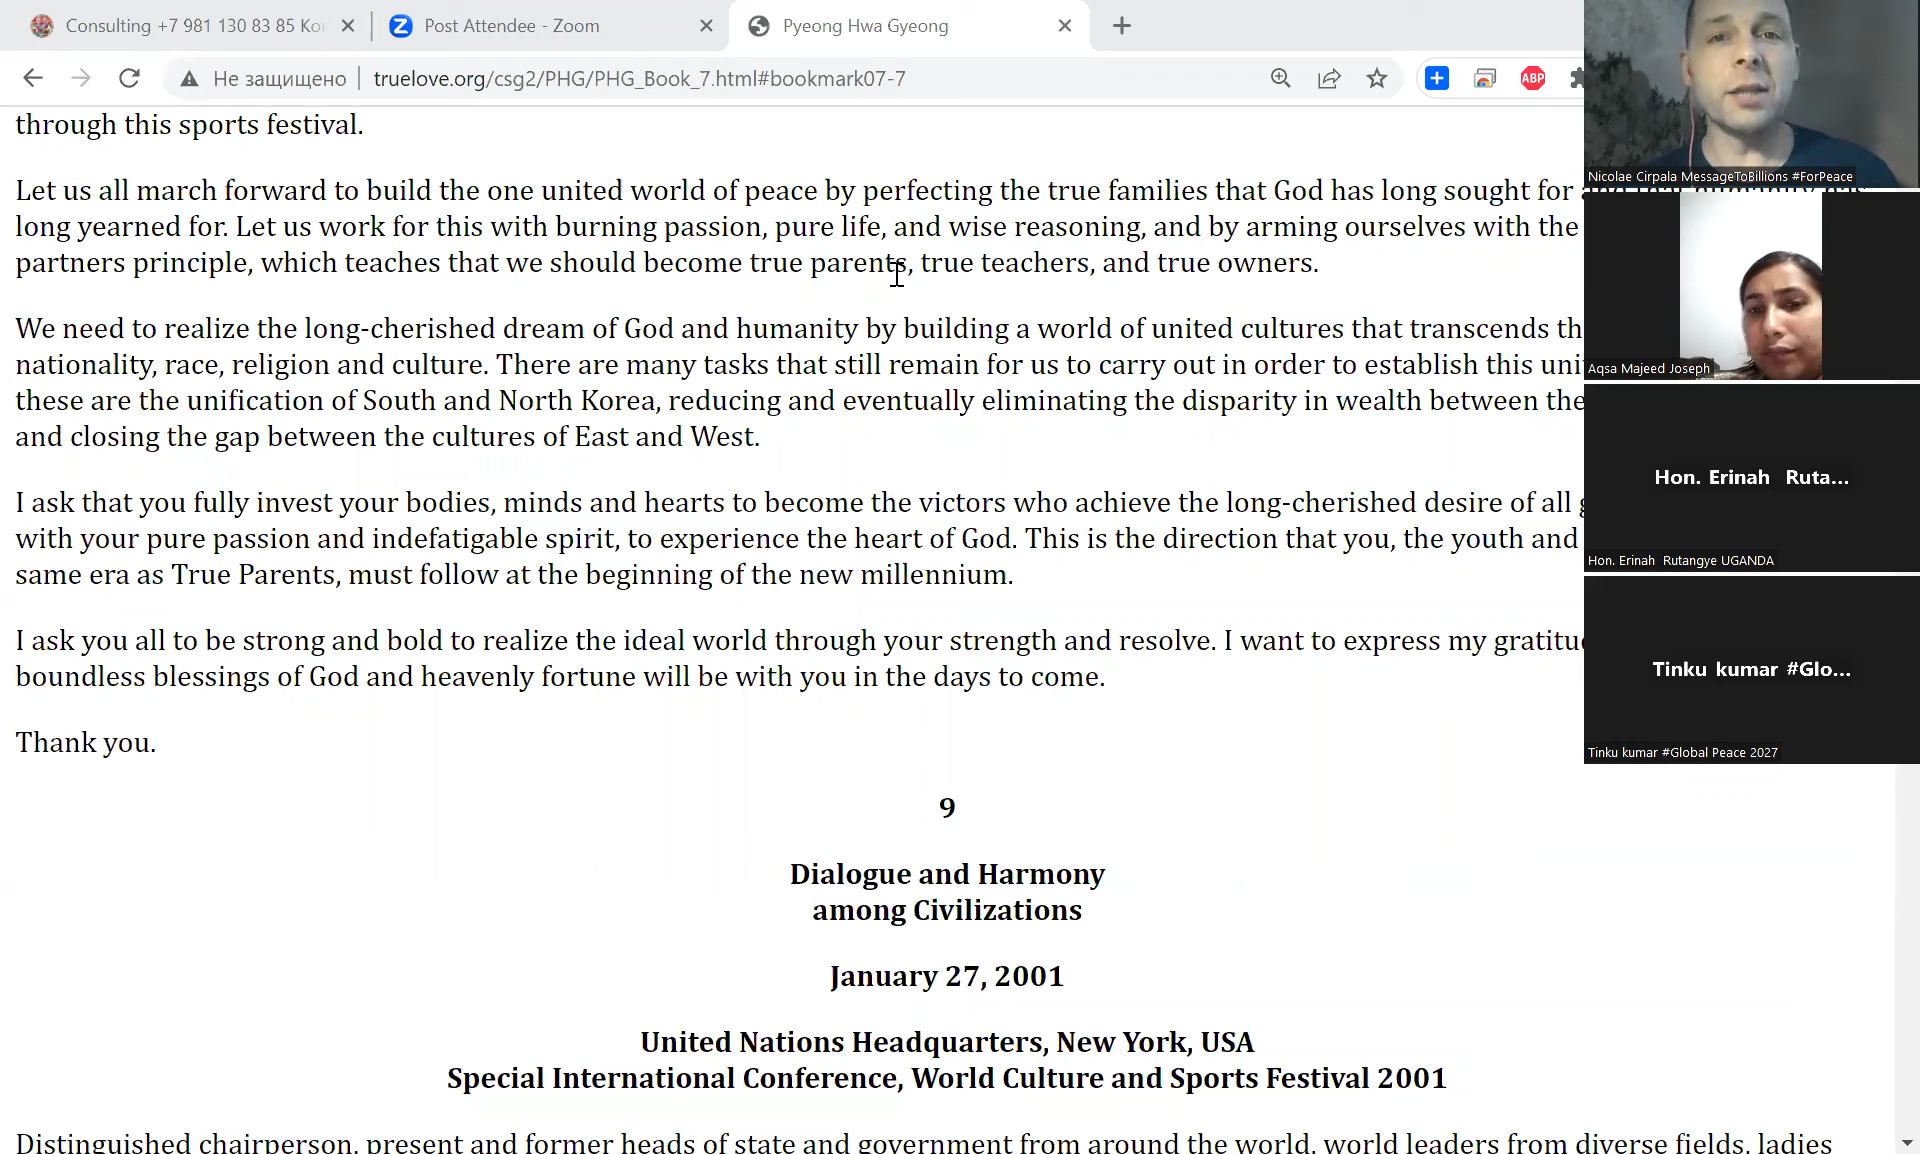 Consulting +7 981 130 83 85
Post Attendee - Zoom
Pyeong Hwa Gyeong
Не защищено
truelove.org/csg2/PHG/PHG_Book_7.html#bookmark07-7
ABP
through this sports festival.
Let us all march forward to build the one united world of peace by perfecting the true families that God has long sought for
long yearned for. Let us work for this with burning passion, pure life, and wise reasoning, and by arming ourselves with the
partners principle, which teaches that we should become true parents, true teachers, and true owners.
We need to realize the long-cherished dream of God and humanity by building a world of united cultures that transcends
nationality, race, religion and culture. There are many tasks that still remain for us to carry out in order to establish this
these are the unification of South and North Korea, reducing and eventually eliminating the disparity in wealth between the
and closing the gap between the cultures of East and West.
I ask that you fully invest your bodies, minds and hearts to become the victors who achieve the long-cherished desire of all
with your pure passion and indefatigable spirit, to experience the heart of God. This is the direction that you, the youth and
same era as True Parents, must follow at the beginning of the new millennium.
I ask you all to be strong and bold to realize the ideal world through your strength and resolve. I want to express my
boundless blessings of God and heavenly fortune will be with you in the days to come.
Thank you.
9
Dialogue and Harmony
among Civilizations
January 27, 2001
United Nations Headquarters, New York, USA
Special International Conference, World Culture and Sports Festival 2001
Distinguished chairperson, present and former heads of state and government from around the world, world leaders from diverse fields, ladies
Nicolae Cirpala MessageToBillions #ForPeace
Aqsa Majeed Joseph
Hon. Erinah Ruta...
Hon. Erinah Rutangye UGANDA
Tinku kumar #Glo...
Tinku kumar #Global Peace 2027